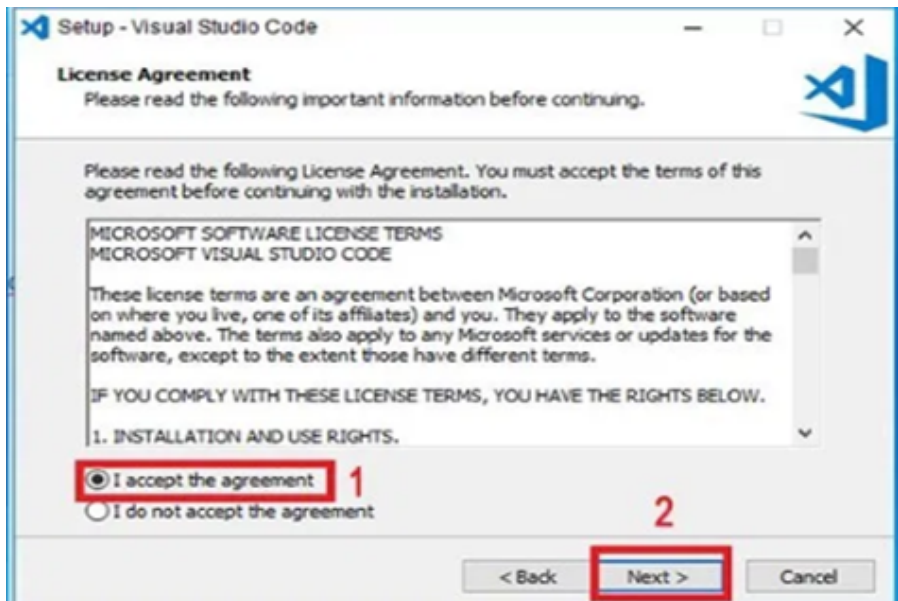 Setup - Visual Studio Code
License Agreement
Please read the following important information before continuing.
Please read the following License Agreement. You must accept the terms of this
agreement before continuing with the installation.
MICROSOFT SOFTWARE LICENSE TERMS
MICROSOFT VISUAL STUDIO CODE
These license terms are an agreement between Microsoft Corporation (or based
on where you live, one of its affiliates) and you. They apply to the software
named above. The terms also apply to any Microsoft services or updates for the
software, except to the extent those have different terms.
IF YOU COMPLY WITH THESE LICENSE TERMS, YOU HAVE THE RIGHTS BELOW.
1. INSTALLATION AND USE RIGHTS.
I accept the agreement 1
I do not accept the agreement
2
< Back Next > Cancel